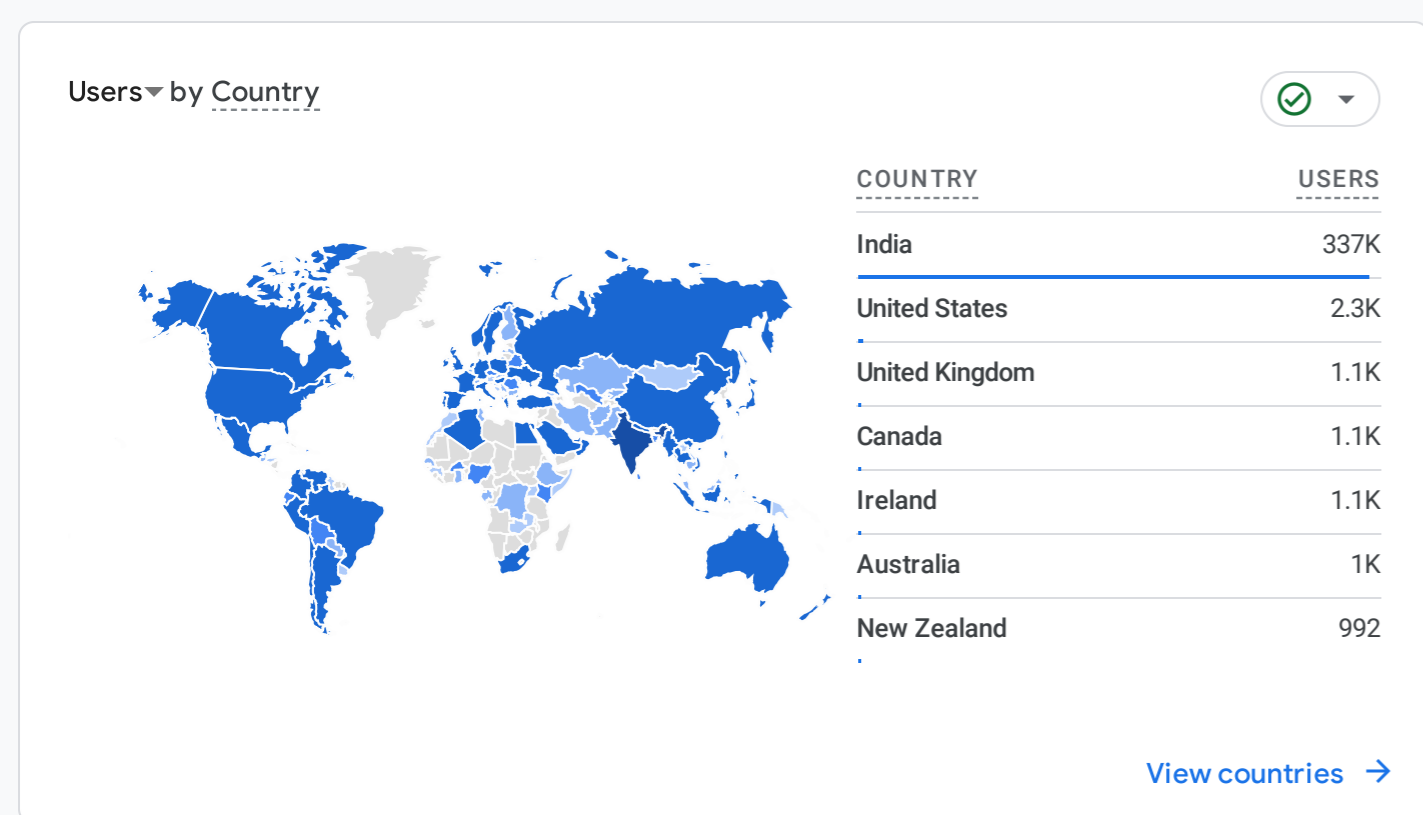 Users by Country
COUNTRY USERS
India 337K
United States 2.3K
United Kingdom 1.1K
Canada 1.1K
Ireland 1.1K
Australia 1K
New Zealand 992
View countries